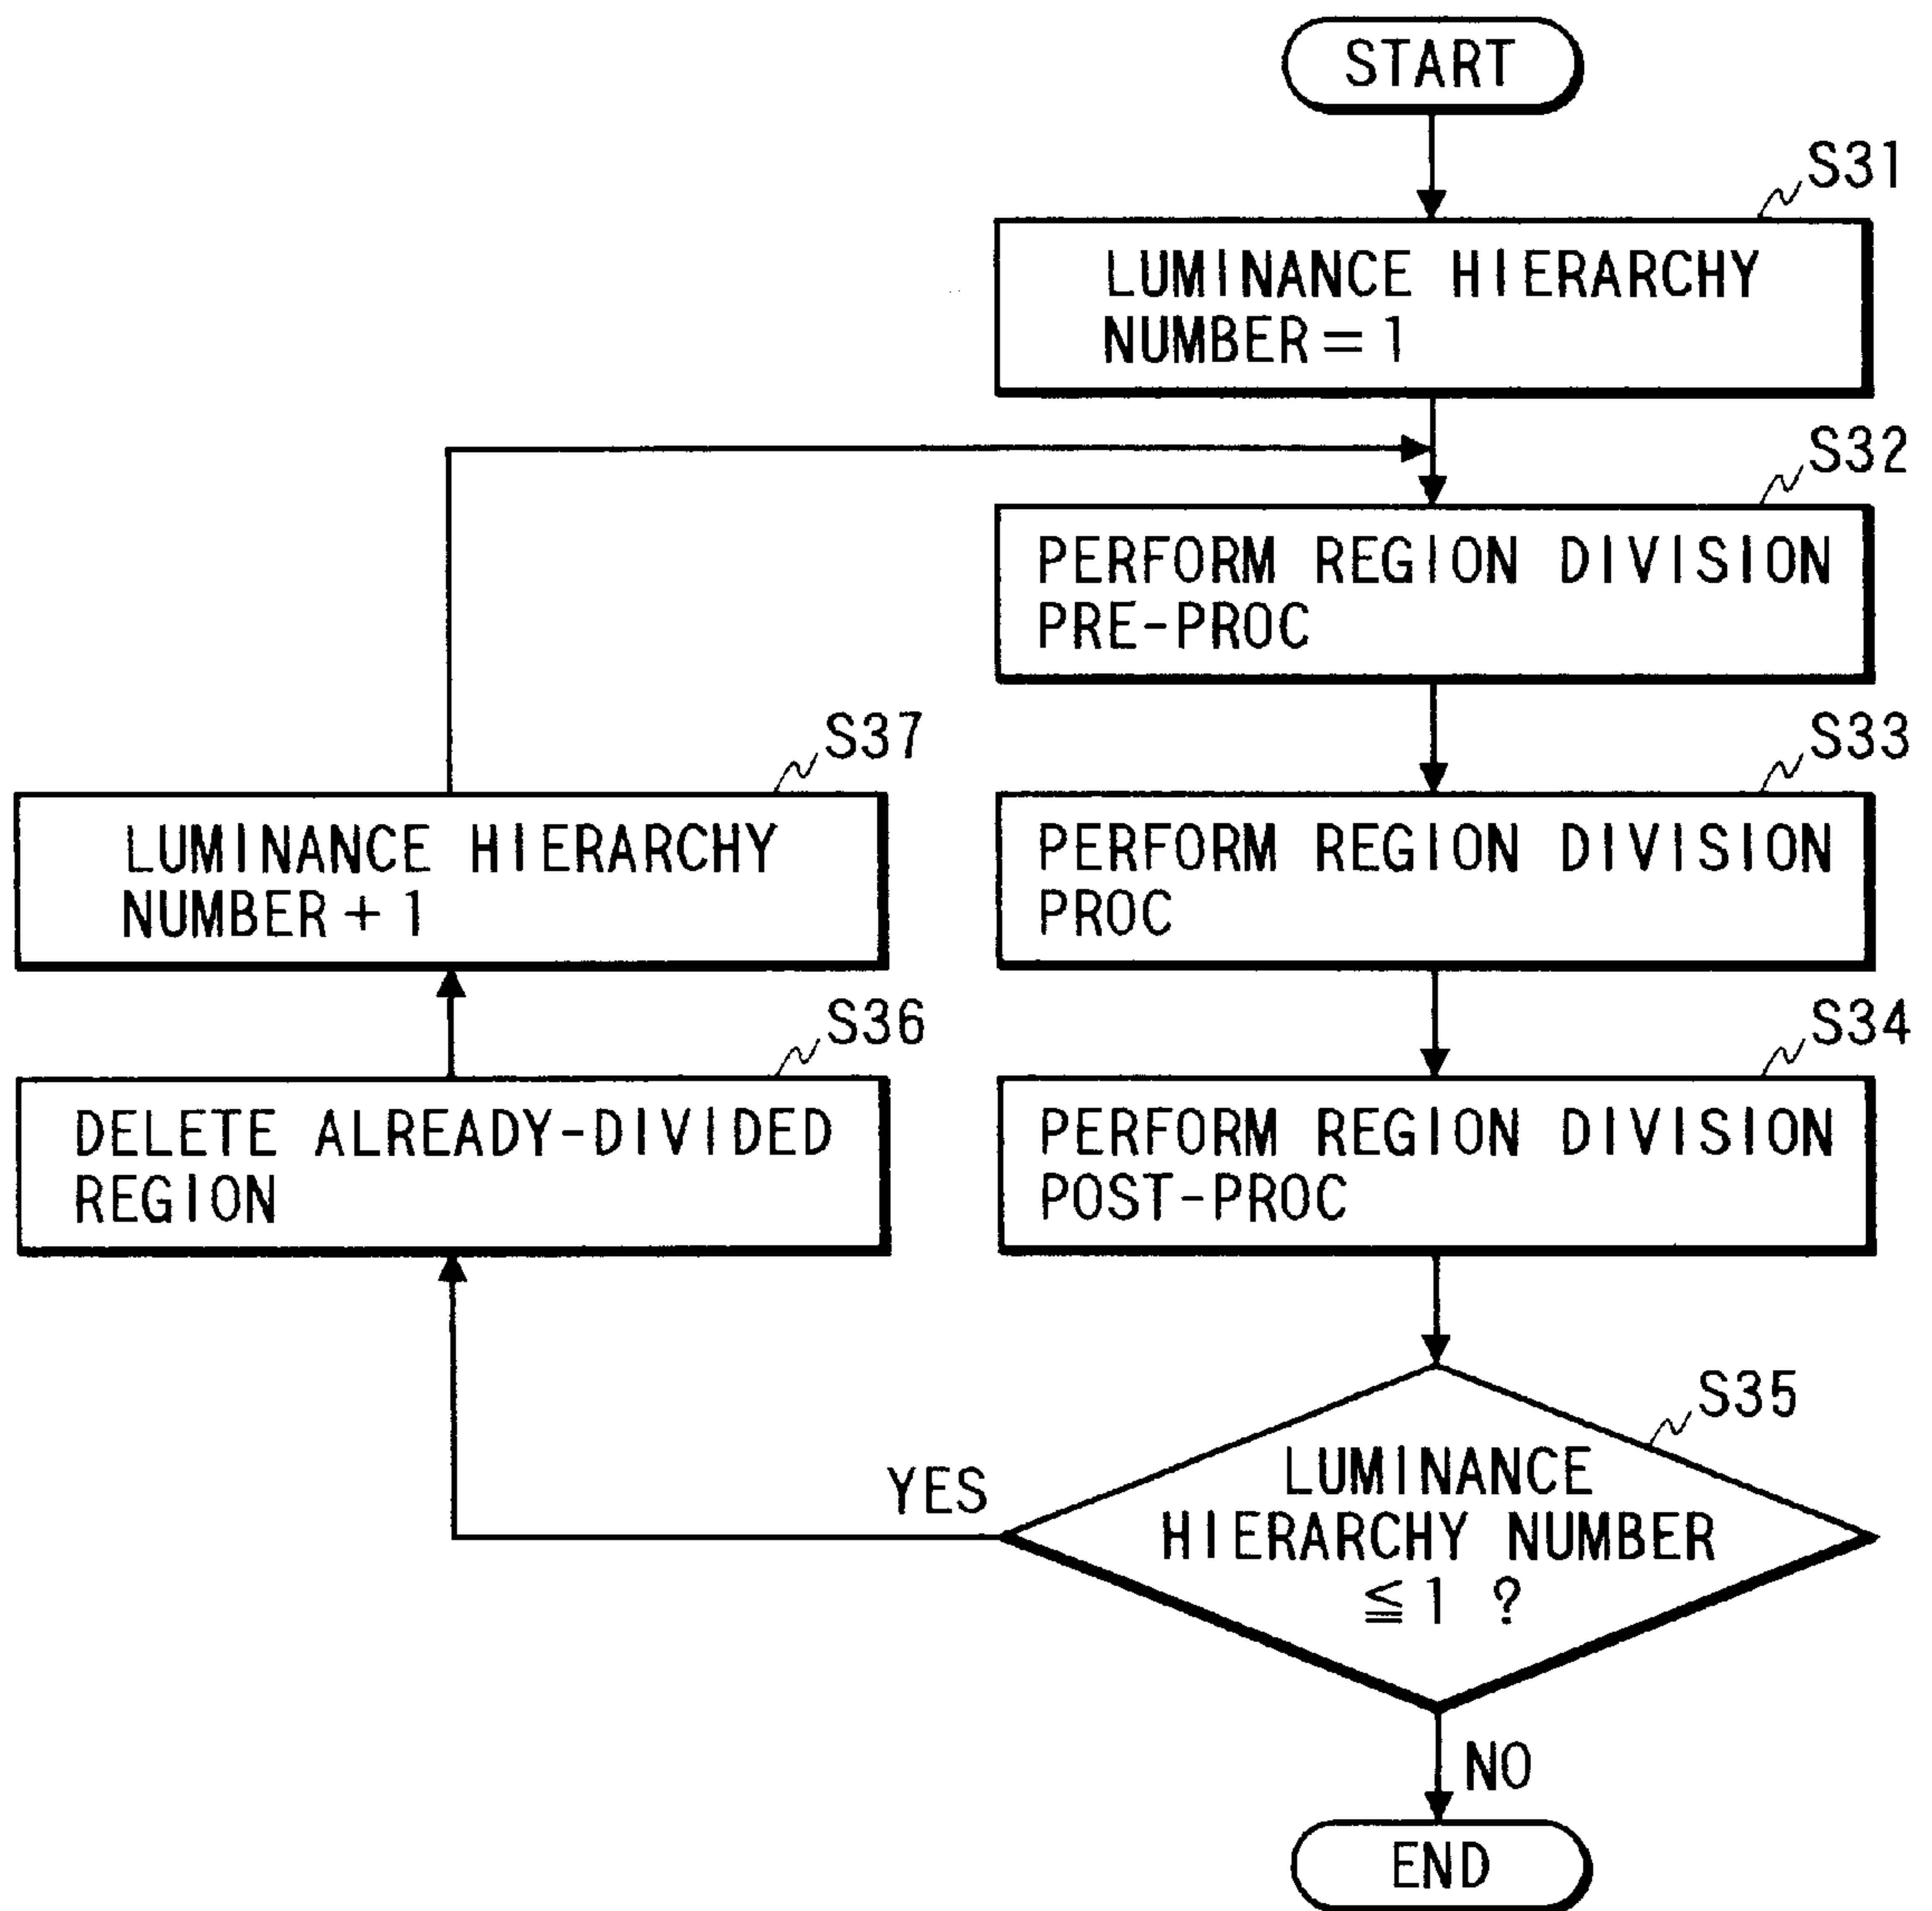 START
S31
LUMINANCE HIERARCHY
NUMBER = 1
S32
PERFORM REGION DIVISION
PRE-PROC
S33
PERFORM REGION DIVISION
PROC
S34
PERFORM REGION DIVISION
POST-PROC
S35
LUMINANCE
HIERARCHY NUMBER
≦ 1 ?
YES
S36
DELETE ALREADY-DIVIDED
REGION
S37
LUMINANCE HIERARCHY
NUMBER + 1
NO
END